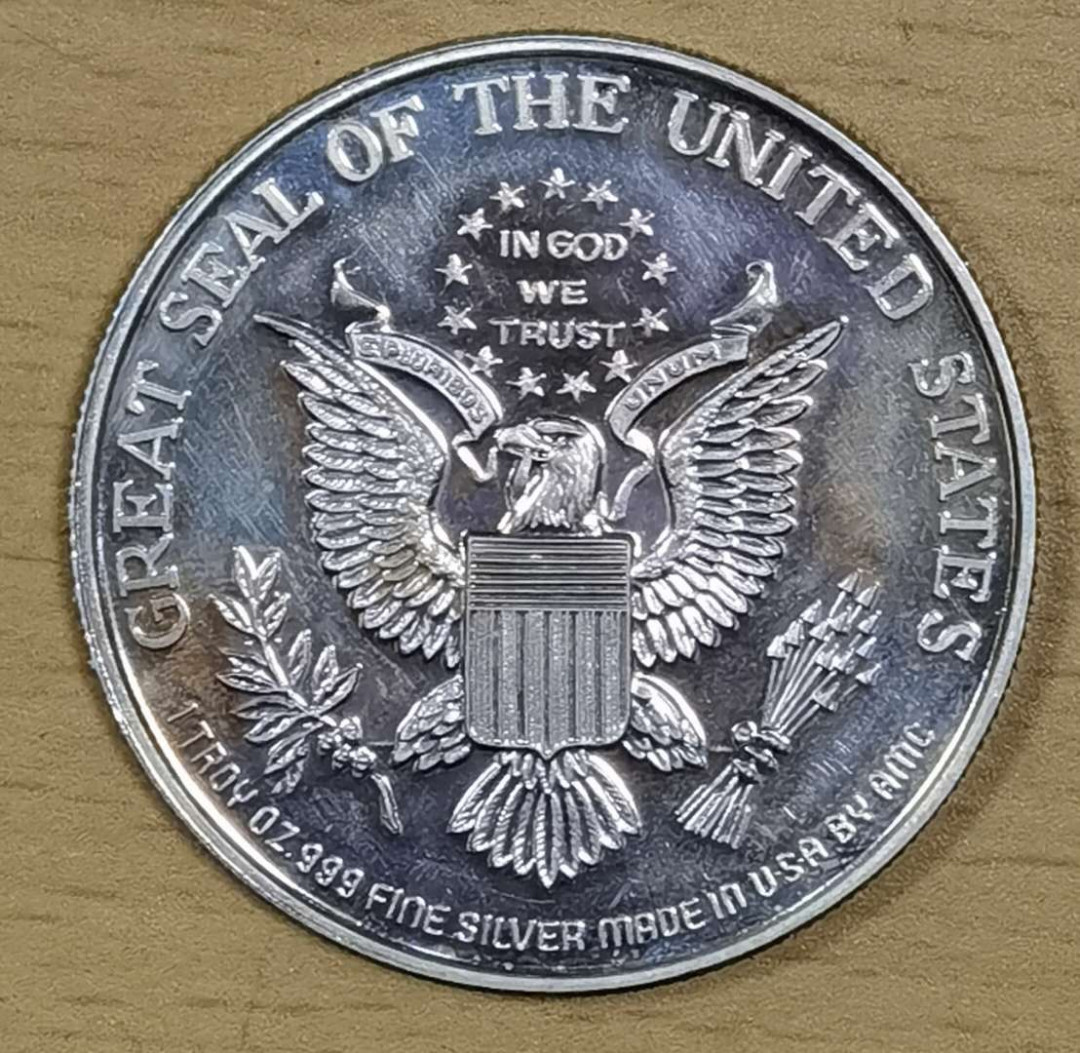 GREAT SEAL OF THE UNITED STATES
IN GOD
WE
TRUST
E PLURIBUS
UNUM
1 TROY OZ. 999 FINE SILVER MADE IN U·S·A BY AMC